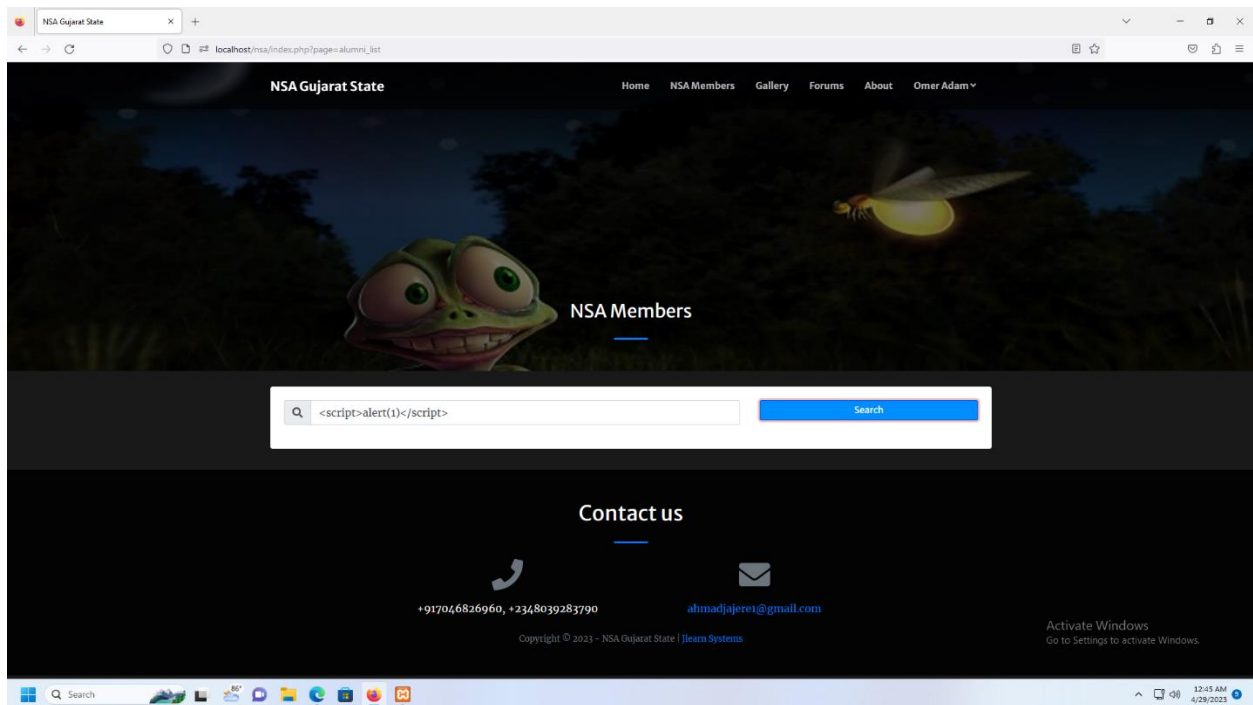 NSA Gujarat State
localhost/nsa/index.php?page=alumni_list
NSA Gujarat State
Home NSA Members Gallery Forums About Omer Adam
NSA Members
<script>alert(1)</script>
Search
Contact us
+917046826960, +2348039283790
ahmadjajere1@gmail.com
Copyright © 2023 - NSA Gujarat State | Jlearn Systems
Activate Windows
Go to Settings to activate Windows.
Search
86°
12:45 AM
4/29/2023